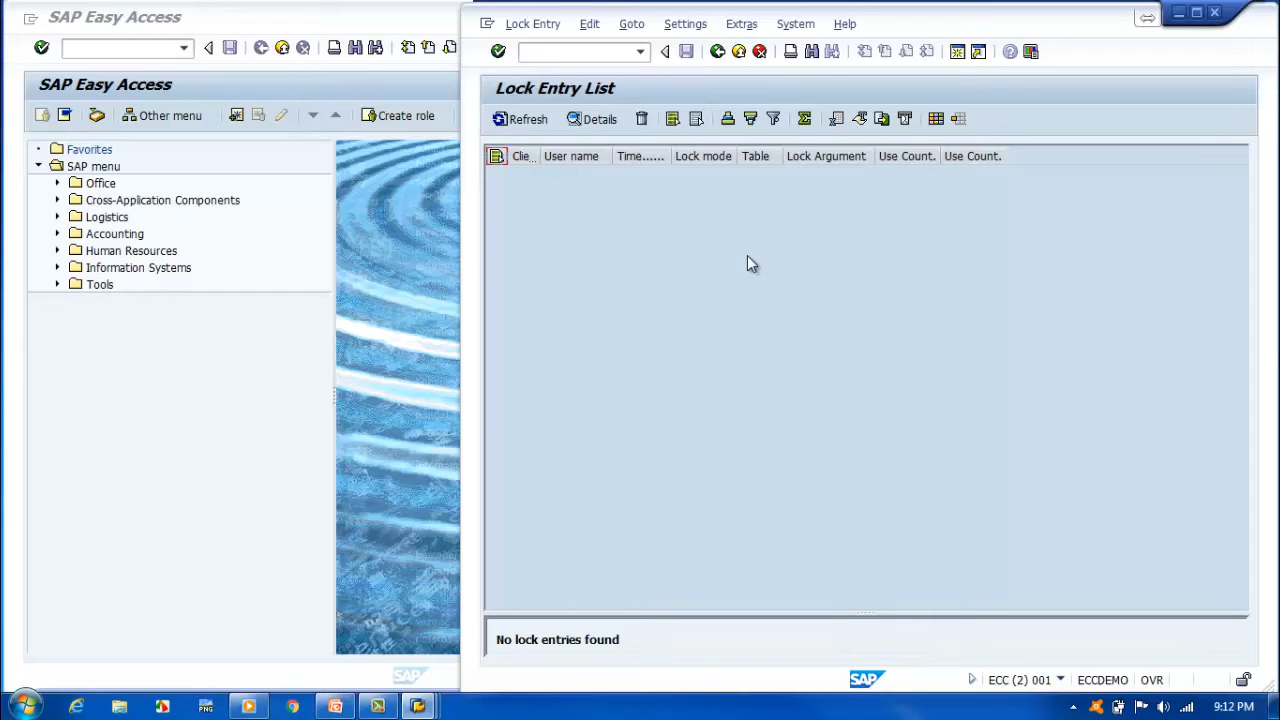 SAP Easy Access
SAP Easy Access
Other menu
Create role
Favorites
SAP menu
Office
Cross-Application Components
Logistics
Accounting
Human Resources
Information Systems
Tools
SAP
Lock Entry Edit Goto Settings Extras System Help
Lock Entry List
Refresh Details
Clie.. User name Time...... Lock mode Table Lock Argument Use Count. Use Count.
No lock entries found
SAP ECC (2) 001 ECCDEMO OVR
PNG
9:12 PM